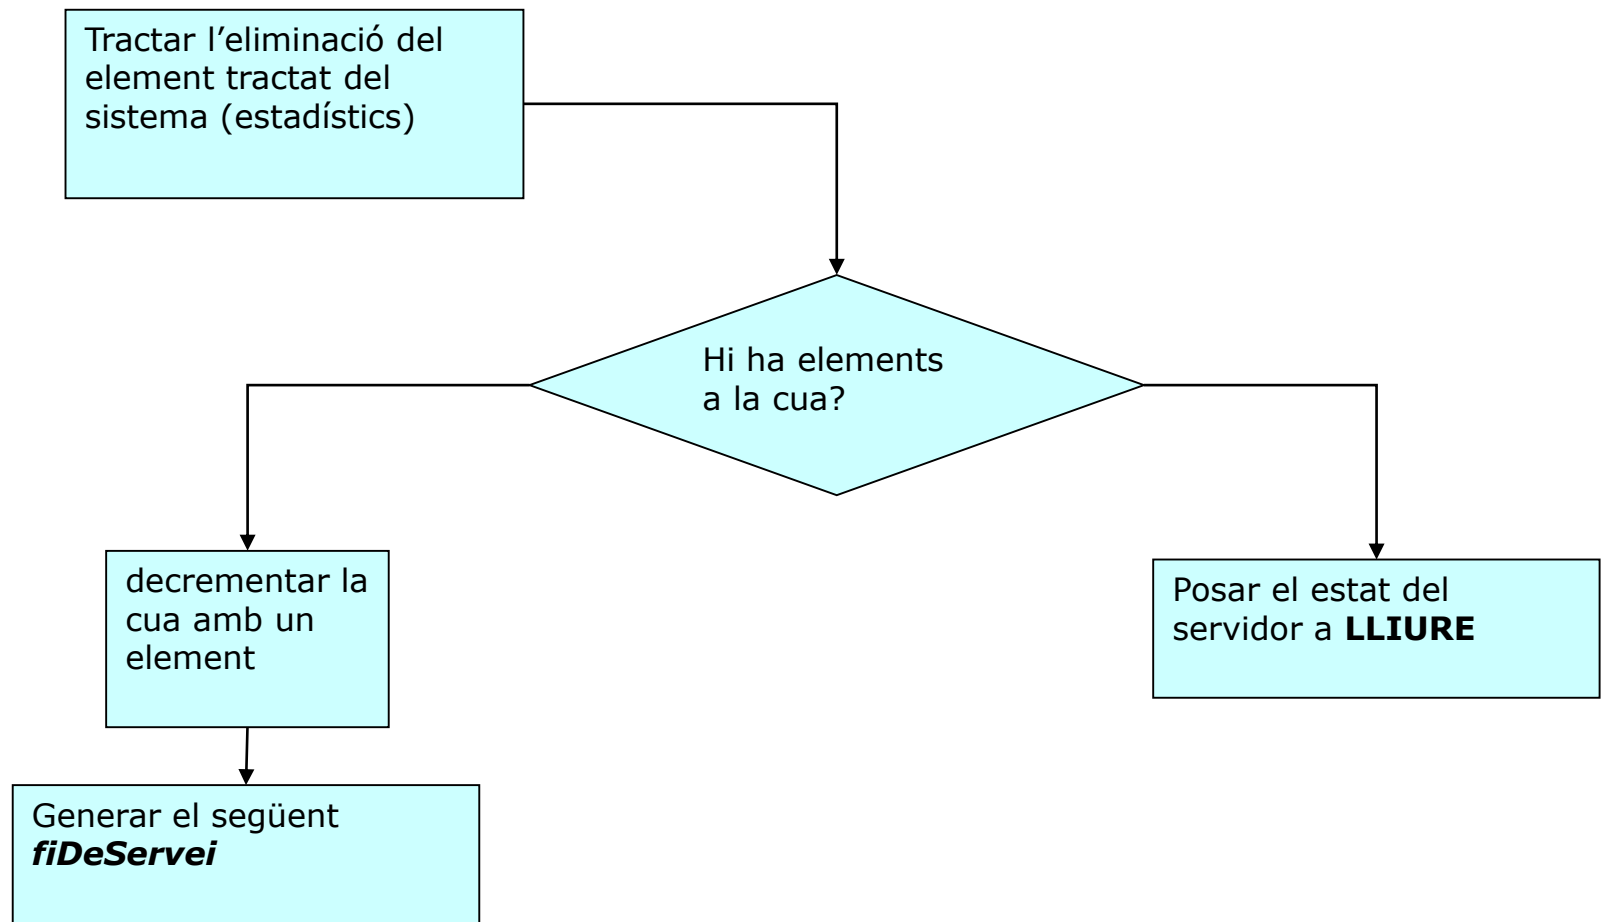 Tractar l’eliminació del
element tractat del
sistema (estadístics)
Hi ha elements
a la cua?
decrementar la
cua amb un
element
Posar el estat del
servidor a LLIURE
Generar el següent
fiDeServei